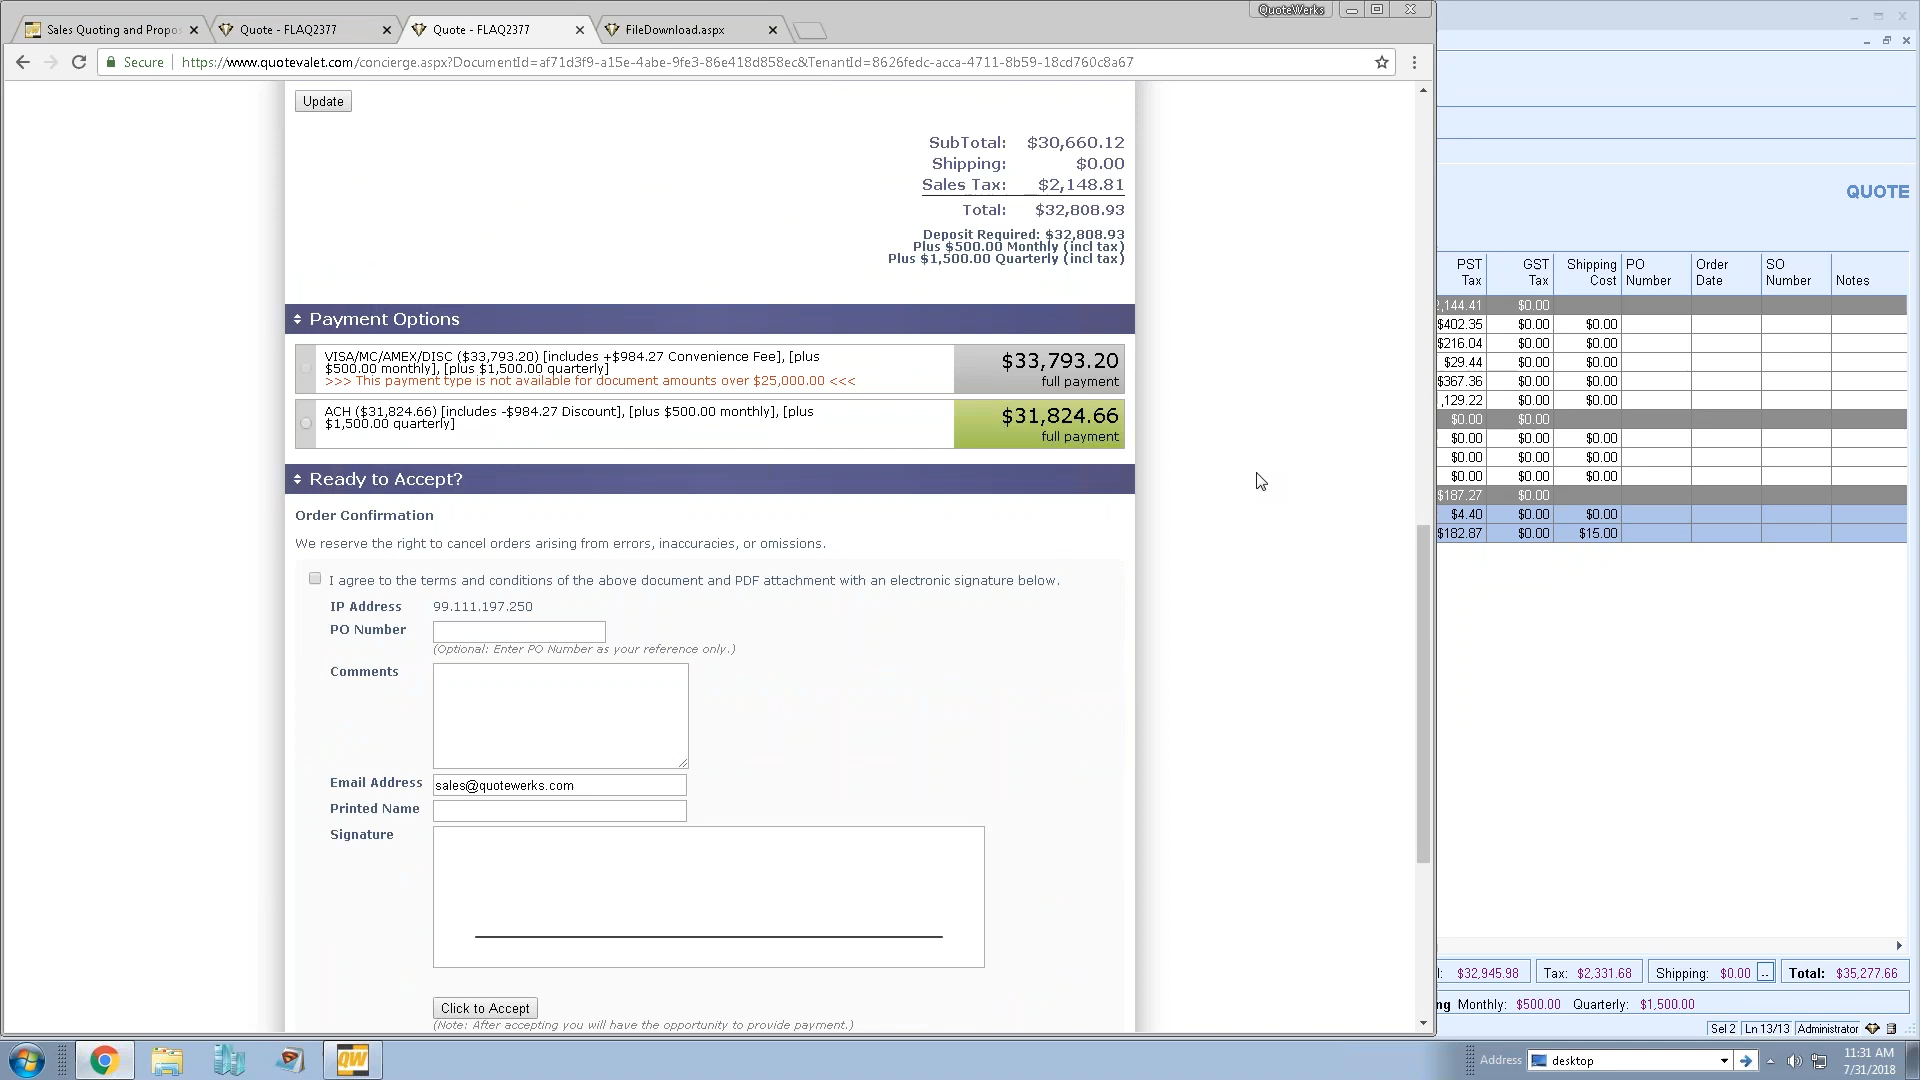 QuoteWerks
Sales Quoting and Propo
Quote - FLAQ2377
Quote - FLAQ2377
FileDownload.aspx
Secure
https://www.quotevalet.com/concierge.aspx?DocumentId=af71d3f9-a15e-4abe-9fe3-86e418d858ec&TenantId=8626fedc-acca-4711-8b59-18cd760c8a67
Update
SubTotal: $30,660.12
Shipping: $0.00
Sales Tax: $2,148.81
Total: $32,808.93
Deposit Required: $32,808.93
Plus $500.00 Monthly (incl tax)
Plus $1,500.00 Quarterly (incl tax)
Payment Options
VISA/MC/AMEX/DISC ($33,793.20) [includes +$984.27 Convenience Fee], [plus
$500.00 monthly], [plus $1,500.00 quarterly]
>>> This payment type is not available for document amounts over $25,000.00 <<<
$33,793.20
full payment
ACH ($31,824.66) [includes -$984.27 Discount], [plus $500.00 monthly], [plus
$1,500.00 quarterly]
$31,824.66
full payment
Ready to Accept?
Order Confirmation
We reserve the right to cancel orders arising from errors, inaccuracies, or omissions.
I agree to the terms and conditions of the above document and PDF attachment with an electronic signature below.
IP Address 99.111.197.250
PO Number
(Optional: Enter PO Number as your reference only.)
Comments
Email Address sales@quotewerks.com
Printed Name
Signature
Click to Accept
(Note: After accepting you will have the opportunity to provide payment.)
QUOTE
PST Tax GST Tax Shipping Cost PO Number Order Date SO Number Notes
2,144.41 $0.00
$402.35 $0.00 $0.00
$216.04 $0.00 $0.00
$29.44 $0.00 $0.00
$367.36 $0.00 $0.00
,129.22 $0.00 $0.00
$0.00 $0.00
$0.00 $0.00 $0.00
$0.00 $0.00 $0.00
$0.00 $0.00 $0.00
$187.27 $0.00
$4.40 $0.00 $0.00
$182.87 $0.00 $15.00
l: $32,945.98 Tax: $2,331.68 Shipping: $0.00 .. Total: $35,277.66
ng Monthly: $500.00 Quarterly: $1,500.00
Sel 2 Ln 13/13 Administrator
QW
Address desktop
11:31 AM
7/31/2018